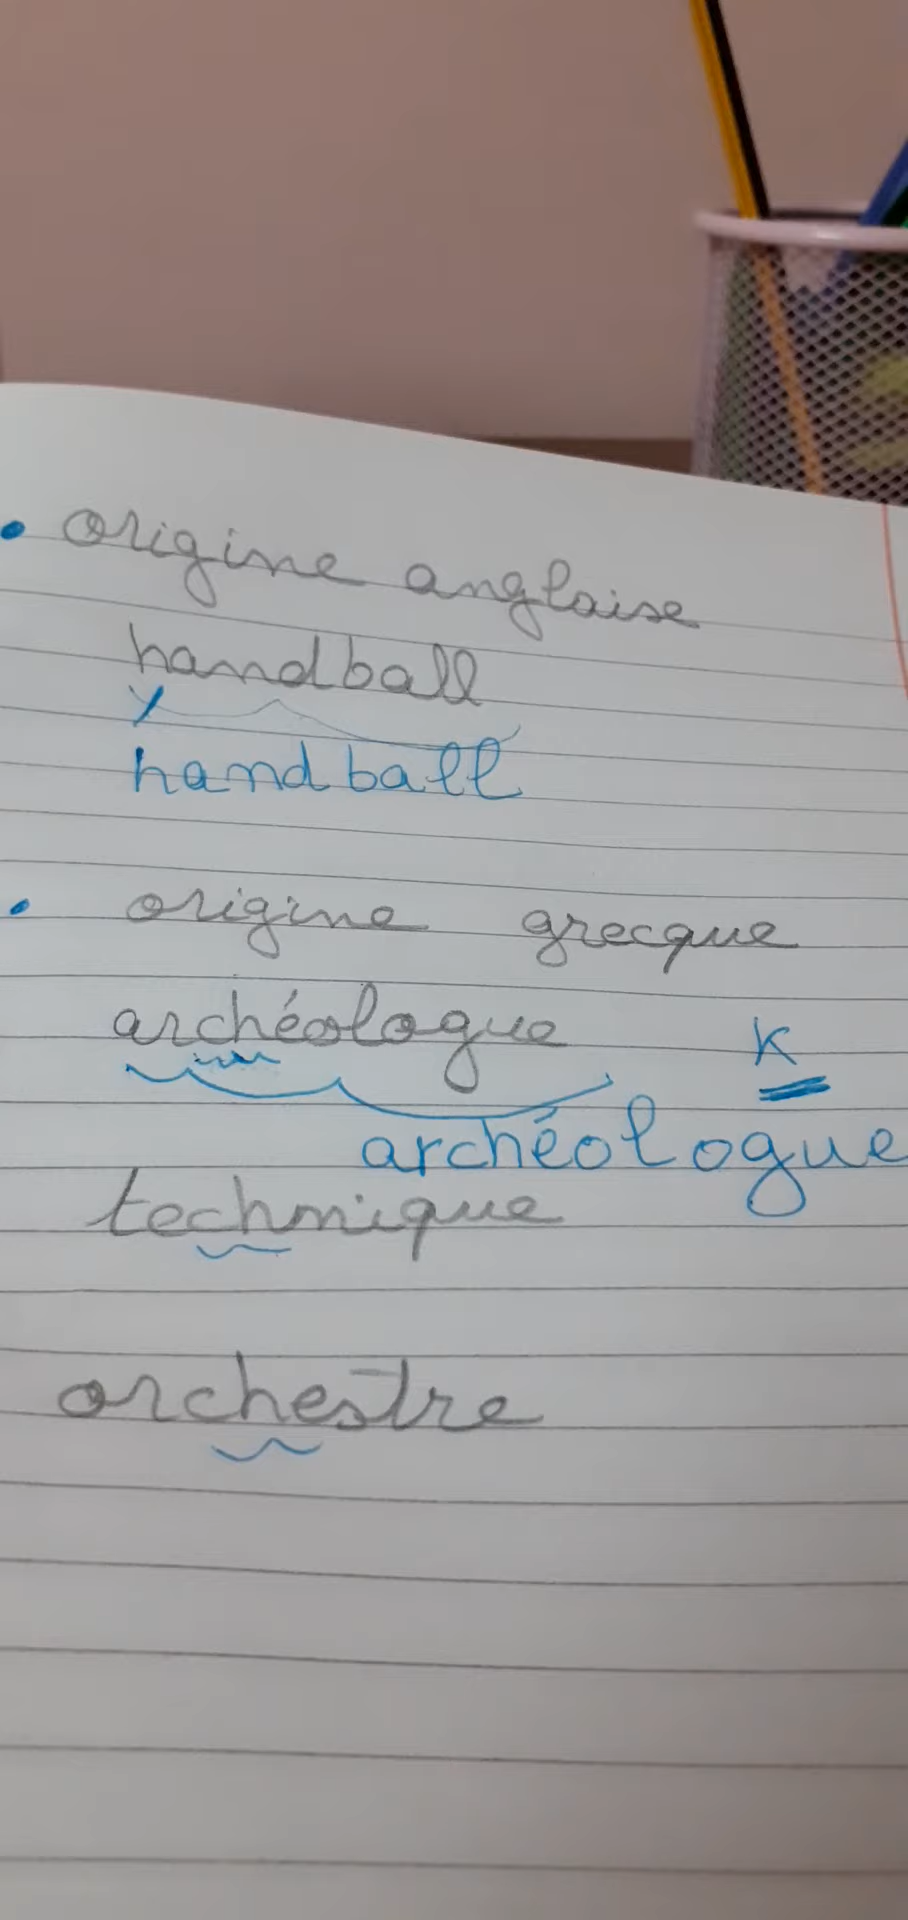 • origine anglaise
handball
handball
• origine grecque
archéologue
K
archéologue
technique
orchestre